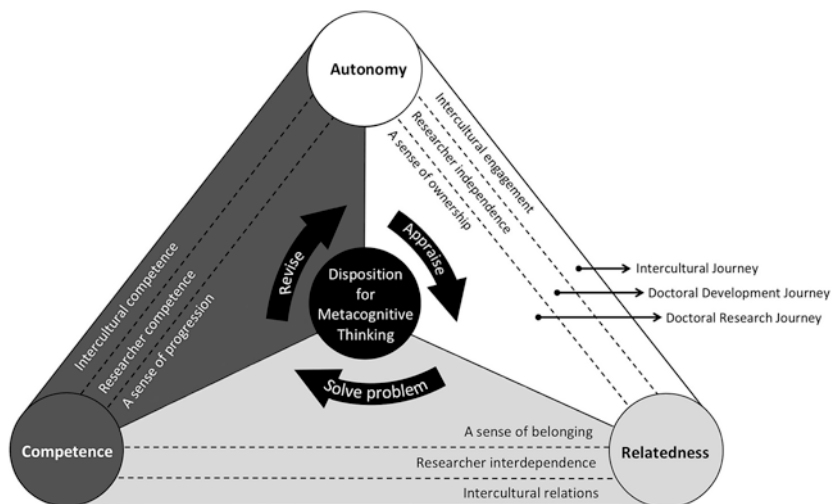 Autonomy
Intercultural engagement
Researcher independence
A sense of ownership
Intercultural competence
Researcher competence
A sense of progression
Revise
Appraise
Solve problem
Disposition
for
Metacognitive
Thinking
Intercultural Journey
Doctoral Development Journey
Doctoral Research Journey
Competence
A sense of belonging
Researcher interdependence
Intercultural relations
Relatedness